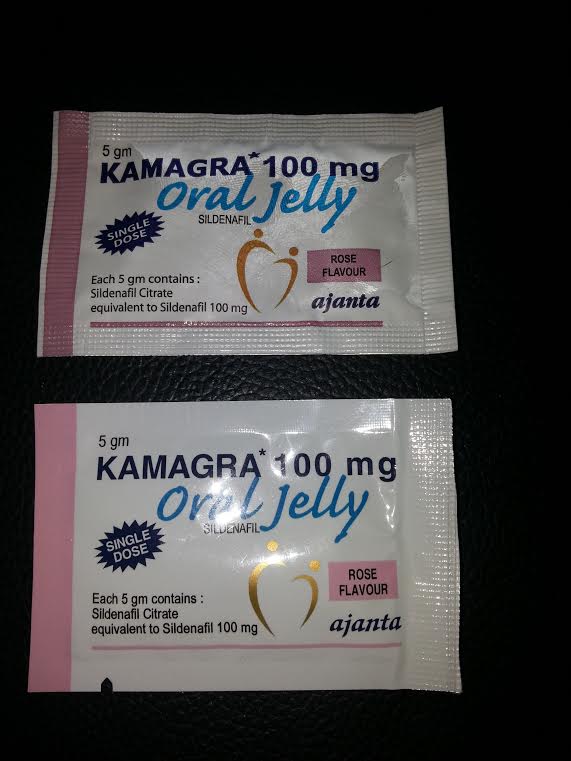 5 gm
KAMAGRA* 100 mg
Oral Jelly
SILDENAFIL
SINGLE
DOSE
Each 5 gm contains :
Sildenafil Citrate
equivalent to Sildenafil 100 mg
ROSE
FLAVOUR
ajanta
5 gm
KAMAGRA* 100 mg
Oral Jelly
SILDENAFIL
SINGLE
DOSE
Each 5 gm contains :
Sildenafil Citrate
equivalent to Sildenafil 100 mg
ROSE
FLAVOUR
ajanta